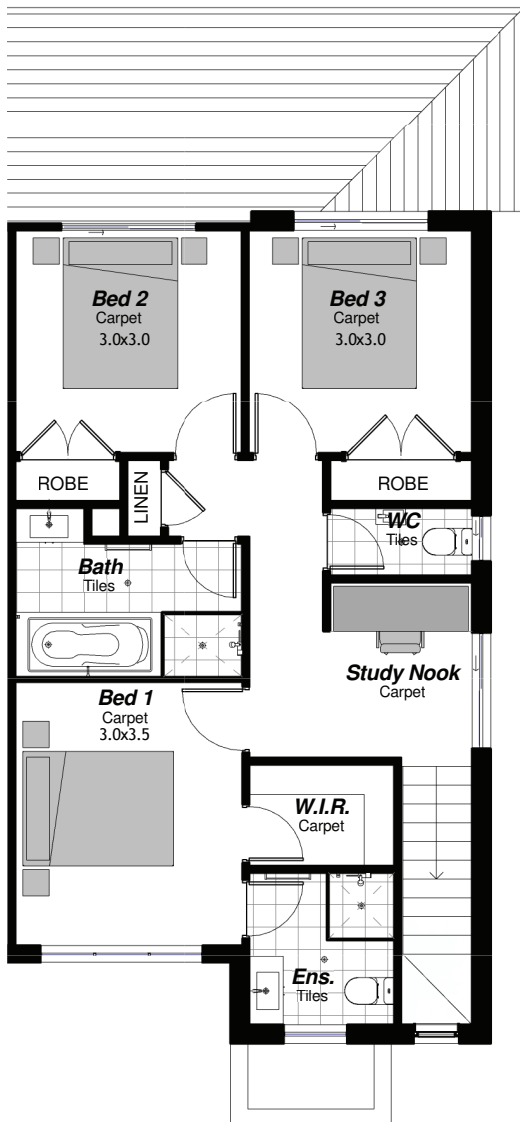 Bed 2
Carpet
3.0x3.0
Bed 3
Carpet
3.0x3.0
ROBE
LINEN
ROBE
WC
Tiles
Bath
Tiles
Study Nook
Carpet
Bed 1
Carpet
3.0x3.5
W.I.R.
Carpet
Ens.
Tiles